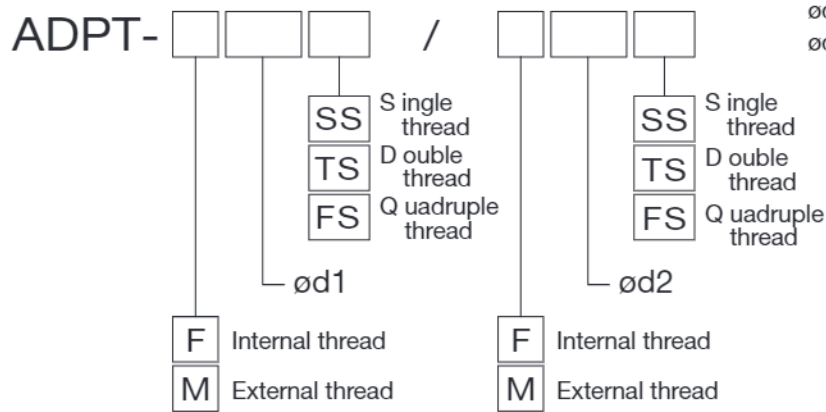 ADPT- /
SS S ingle thread
TS D ouble thread
FS Q uadruple thread
SS S ingle thread
TS D ouble thread
FS Q uadruple thread
ød1
ød2
F Internal thread
M External thread
F Internal thread
M External thread